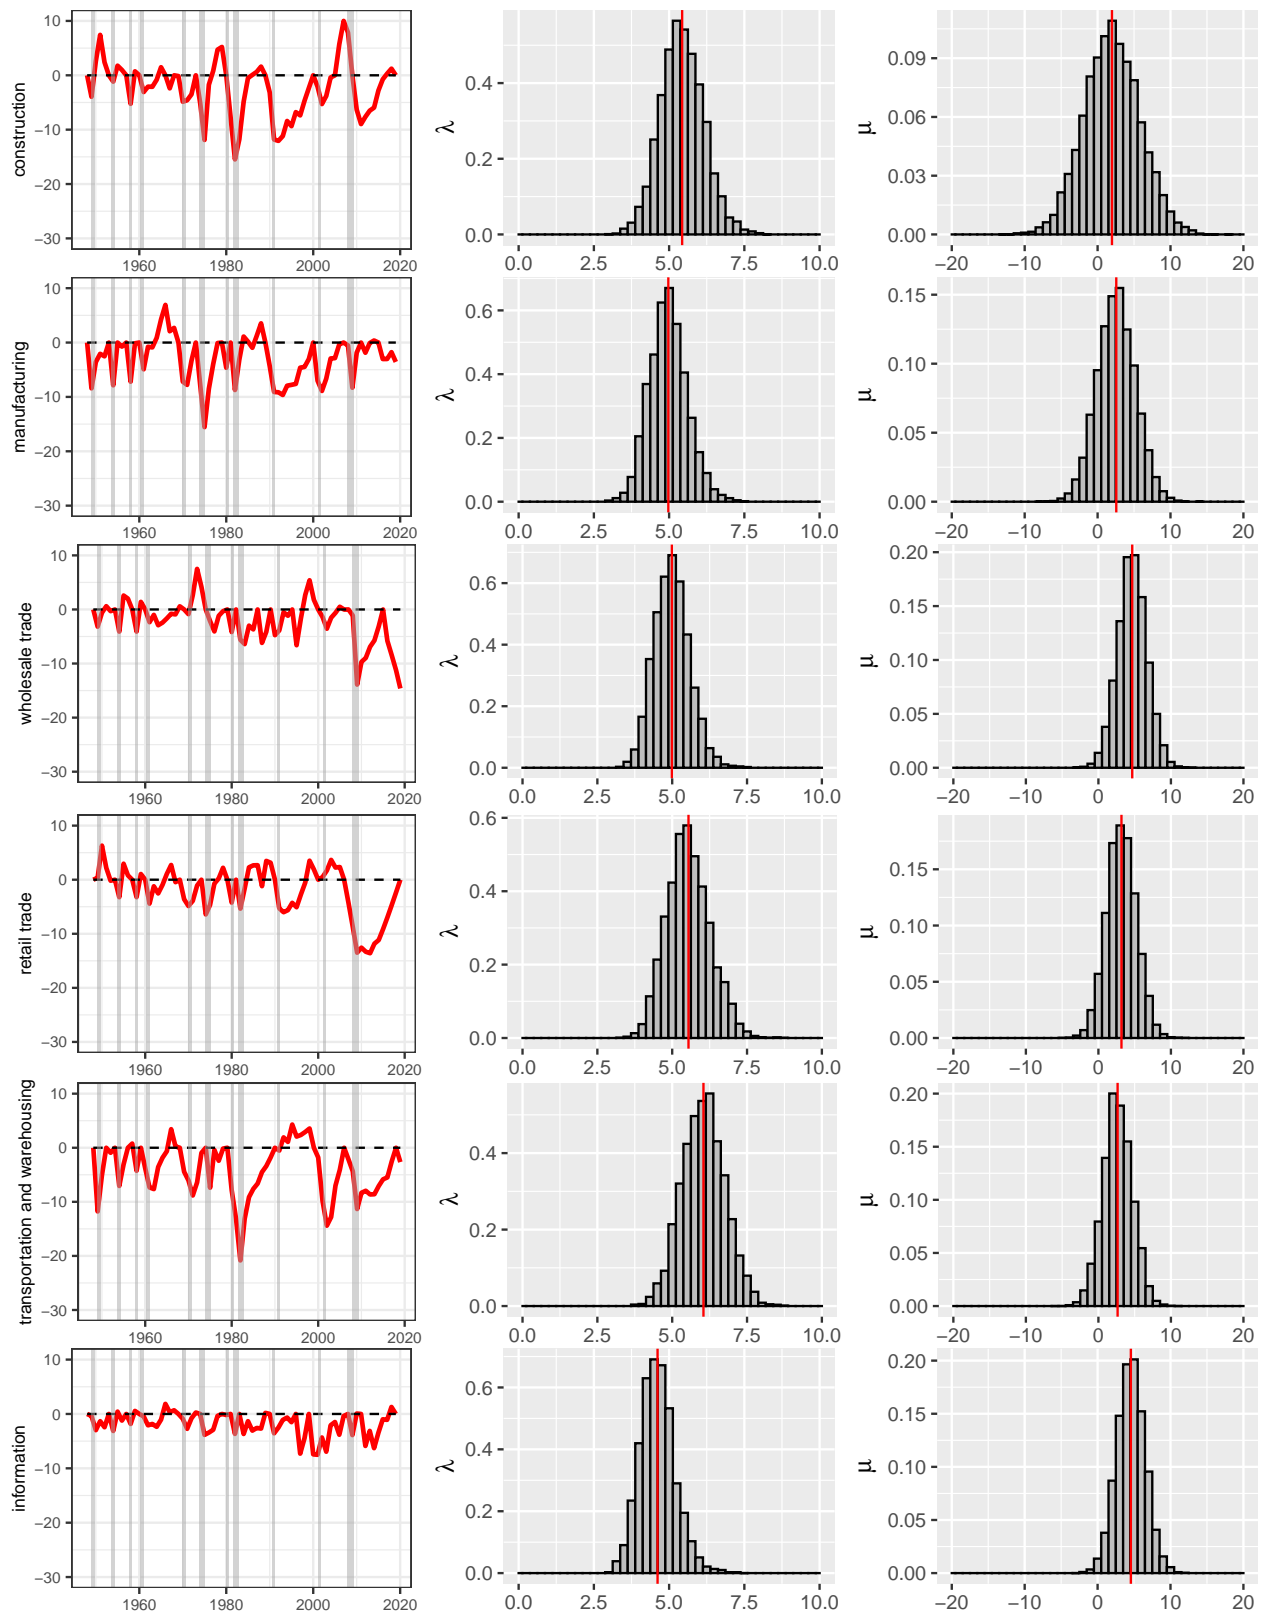 construction
10
0
−10
−20
−30
1960 1980 2000 2020
λ
0.4
0.2
0.0
0.0 2.5 5.0 7.5 10.0
μ
0.09
0.06
0.03
0.00
−20 −10 0 10 20
manufacturing
10
0
−10
−20
−30
1960 1980 2000 2020
λ
0.6
0.4
0.2
0.0
0.0 2.5 5.0 7.5 10.0
μ
0.15
0.10
0.05
0.00
−20 −10 0 10 20
wholesale trade
10
0
−10
−20
−30
1960 1980 2000 2020
λ
0.6
0.4
0.2
0.0
0.0 2.5 5.0 7.5 10.0
μ
0.20
0.15
0.10
0.05
0.00
−20 −10 0 10 20
retail trade
10
0
−10
−20
−30
1960 1980 2000 2020
λ
0.6
0.4
0.2
0.0
0.0 2.5 5.0 7.5 10.0
μ
0.15
0.10
0.05
0.00
−20 −10 0 10 20
transportation and warehousing
10
0
−10
−20
−30
1960 1980 2000 2020
λ
0.4
0.2
0.0
0.0 2.5 5.0 7.5 10.0
μ
0.20
0.15
0.10
0.05
0.00
−20 −10 0 10 20
information
10
0
−10
−20
−30
1960 1980 2000 2020
λ
0.6
0.4
0.2
0.0
0.0 2.5 5.0 7.5 10.0
μ
0.20
0.15
0.10
0.05
0.00
−20 −10 0 10 20